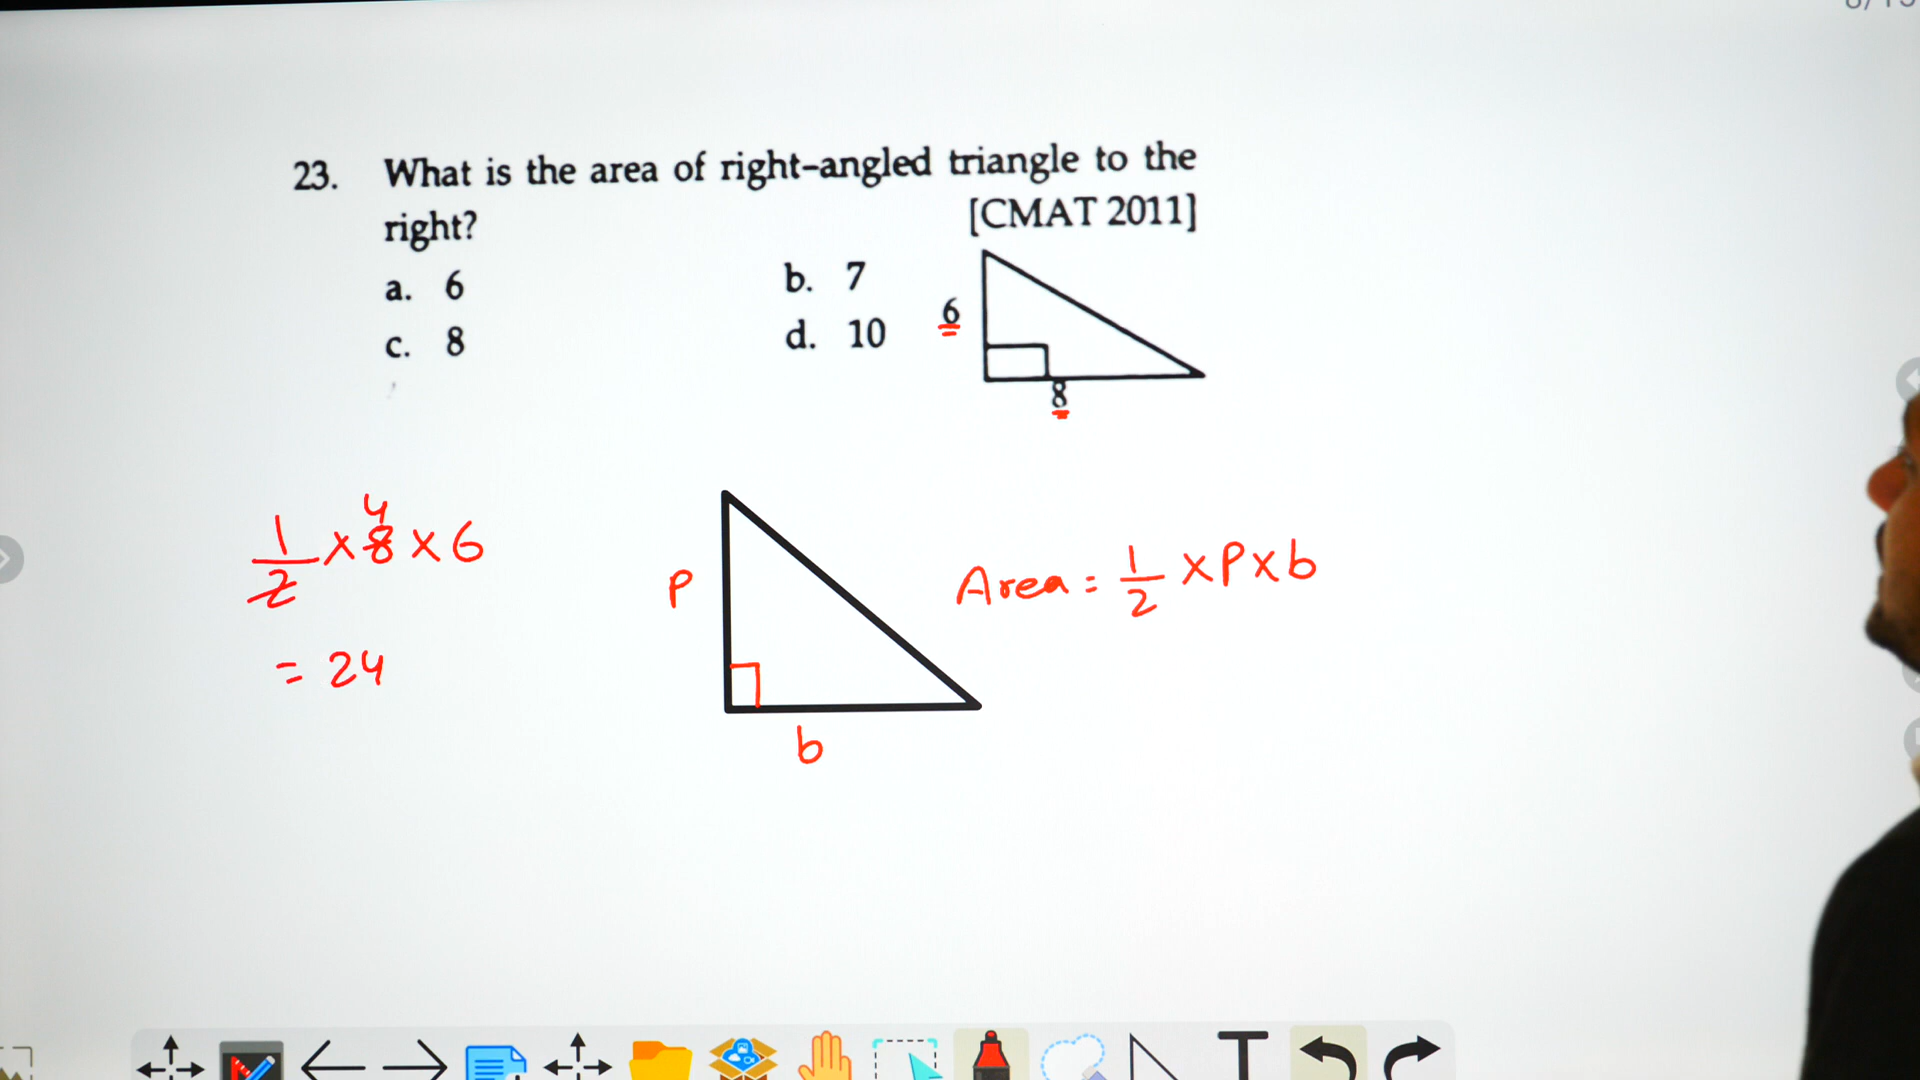 23. What is the area of right-angled triangle to the
right? [CMAT 2011]
a. 6 b. 7
c. 8 d. 10
6
8
1/2 × 8 × 6
4
= 24
P
b
Area = 1/2 × P × b
T